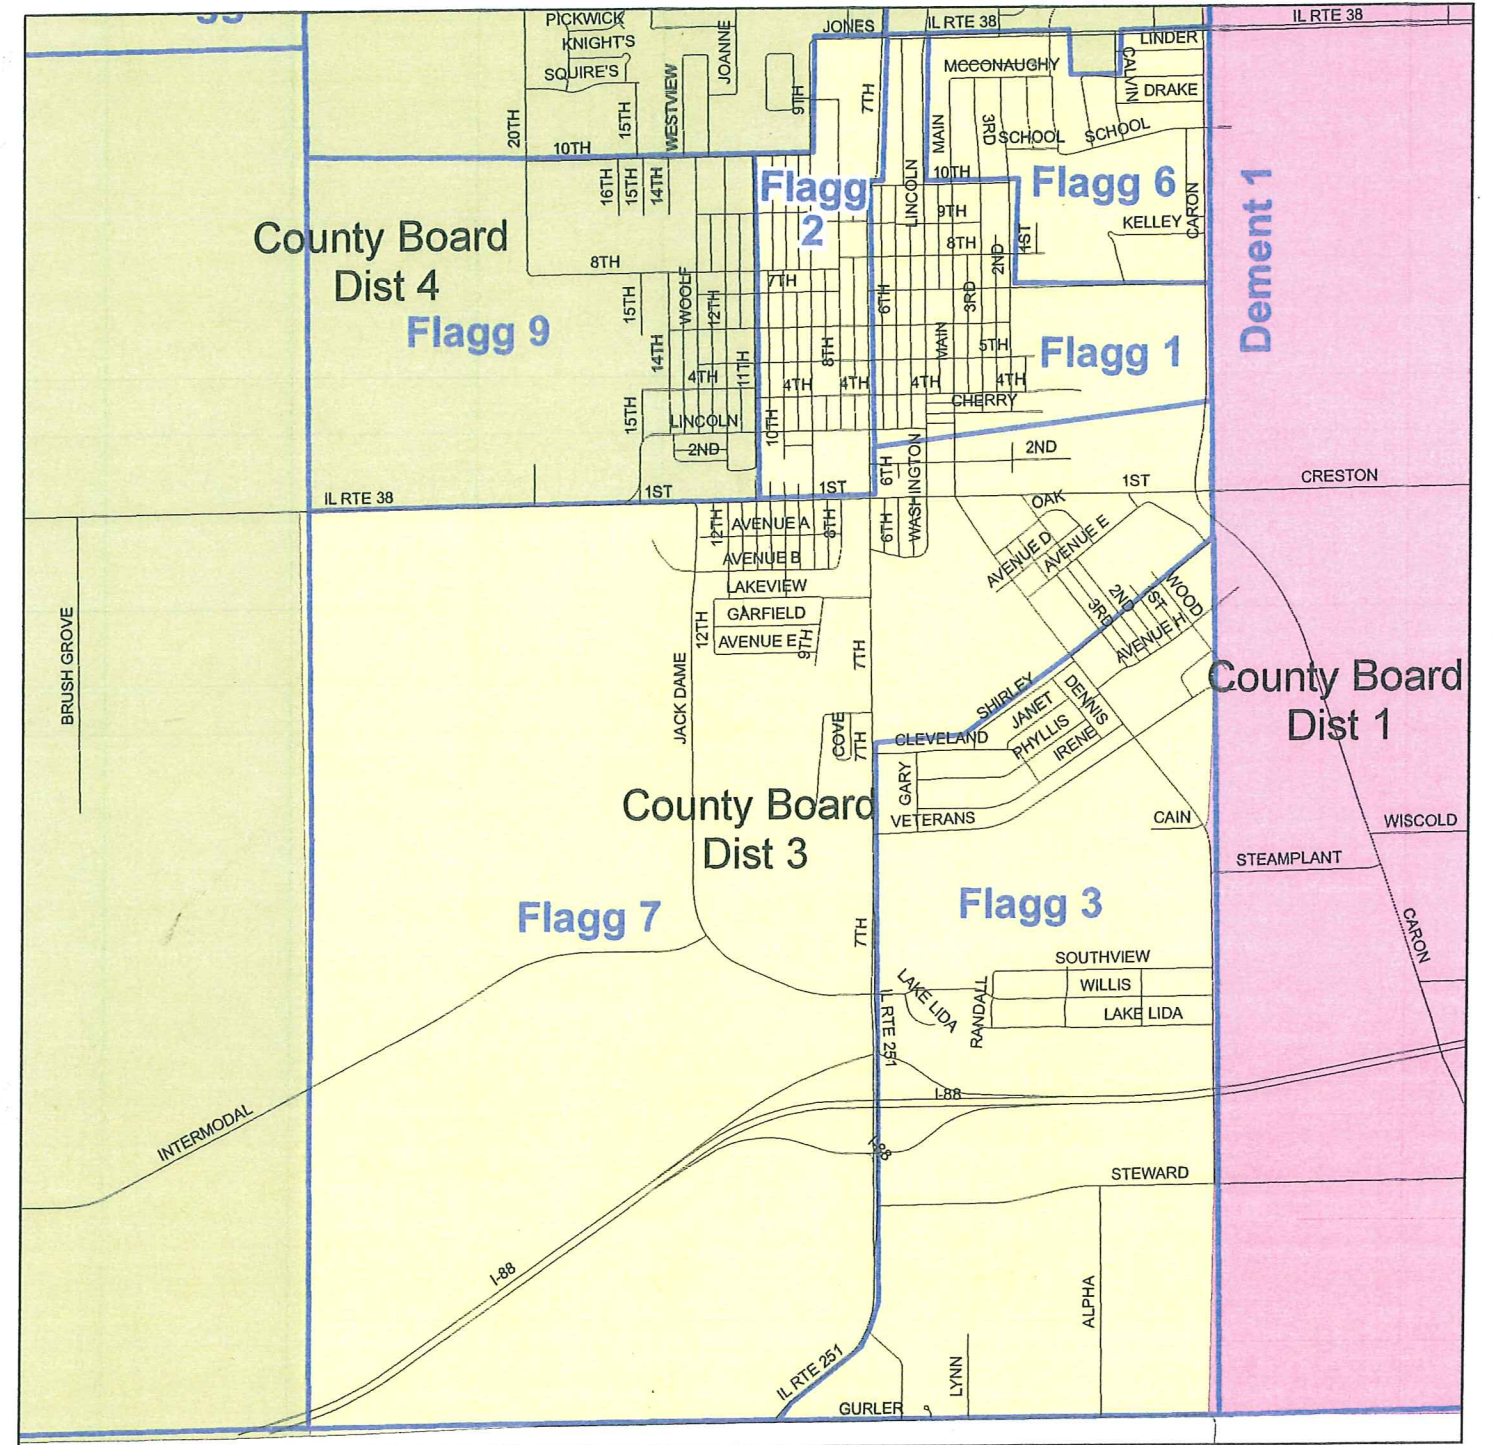 gg
PICKWICK
KNIGHT'S
SQUIRE'S
JOANNE
WESTVIEW
20TH
15TH
10TH
9TH
JONES
7TH
IL RTE 38
IL RTE 38
LINDER
MCCONAUGHY
CALVIN
DRAKE
MAIN
3RD
SCHOOL
SCHOOL
10TH
16TH
15TH
14TH
Flagg
2
LINCOLN
Flagg 6
CARON
Dement 1
9TH
KELLEY
County Board
Dist 4
8TH
8TH
2ND
1ST
7TH
Flagg 9
15TH
WOOLF
12TH
6TH
3RD
14TH
11TH
8TH
MAIN
5TH
Flagg 1
4TH
4TH
4TH
4TH
4TH
CHERRY
15TH
LINCOLN
10TH
2ND
6TH
WASHINGTON
2ND
IL RTE 38
1ST
1ST
1ST
CRESTON
12TH
AVENUE A
8TH
6TH
OAK
AVENUE B
AVENUE D
AVENUE E
LAKEVIEW
GARFIELD
AVENUE E
12TH
9TH
7TH
3RD
2ND
1ST
WOOD
AVENUE H
BRUSH GROVE
JACK DAME
County Board
Dist 1
SHIRLEY
JANET
DENNIS
PHYLLIS
IRENE
COVE
7TH
CLEVELAND
GARY
County Board
Dist 3
VETERANS
CAIN
WISCOLD
STEAMPLANT
Flagg 7
Flagg 3
7TH
CARON
SOUTHVIEW
WILLIS
LAKE LIDA
LAKE LIDA
RANDALL
IL RTE 251
I-88
I-88
INTERMODAL
STEWARD
I-88
ALPHA
IL RTE 251
LYNN
GURLER